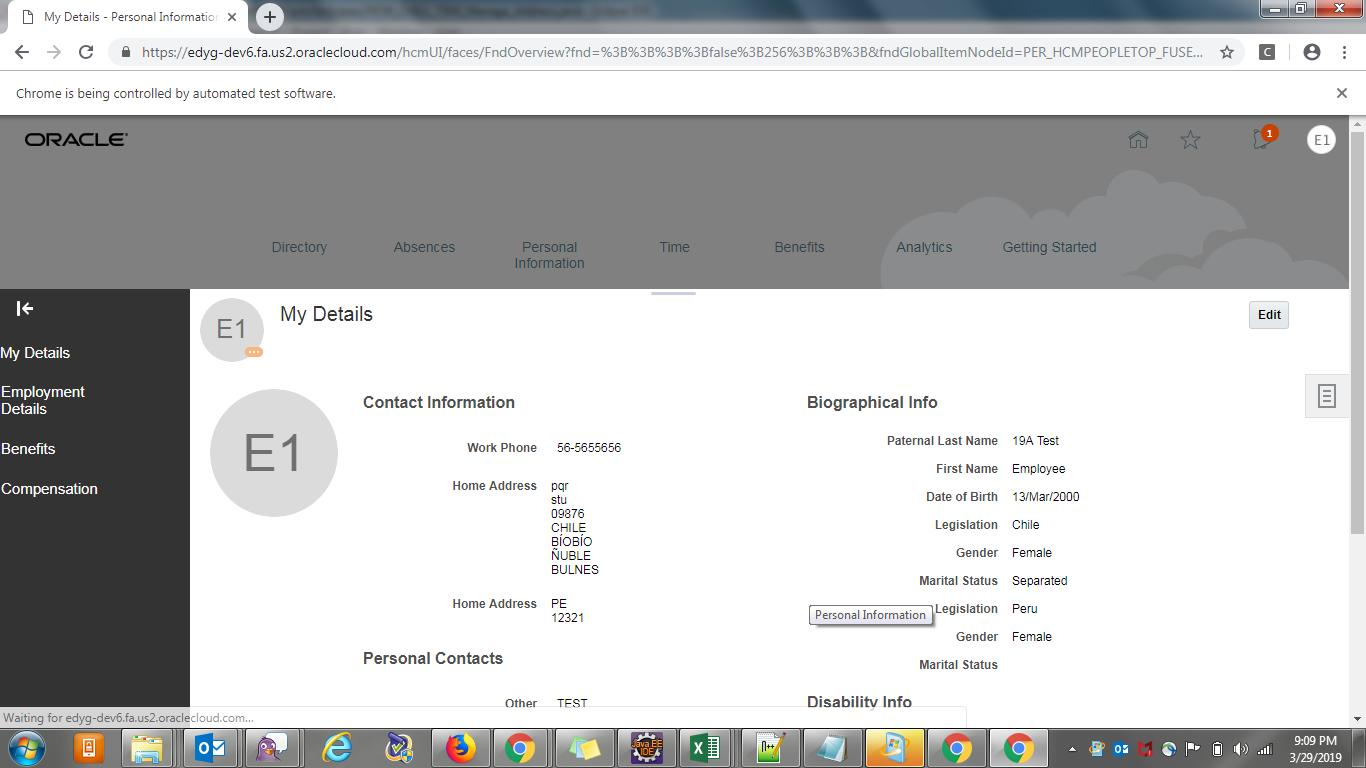 My Details - Personal Information
https://edyg-dev6.fa.us2.oraclecloud.com/hcmUI/faces/FndOverview?fnd=%3B%3B%3B%3Bfalse%3B256%3B%3B%3B&fndGlobalItemNodeId=PER_HCMPEOPLETOP_FUSE...
C
Chrome is being controlled by automated test software.
ORACLE
1
E1
Directory
Absences
Personal
Information
Time
Benefits
Analytics
Getting Started
My Details
Employment
Details
Benefits
Compensation
E1
My Details
Edit
E1
Contact Information
Work Phone 56-5655656
Home Address pqr
stu
09876
CHILE
BÍOBÍO
ÑUBLE
BULNES
Home Address PE
12321
Personal Contacts
Other TEST
Biographical Info
Paternal Last Name 19A Test
First Name Employee
Date of Birth 13/Mar/2000
Legislation Chile
Gender Female
Marital Status Separated
Legislation Peru
Personal Information
Gender Female
Marital Status
Disability Info
Waiting for edyg-dev6.fa.us2.oraclecloud.com...
Java EE
IDE
9:09 PM
3/29/2019